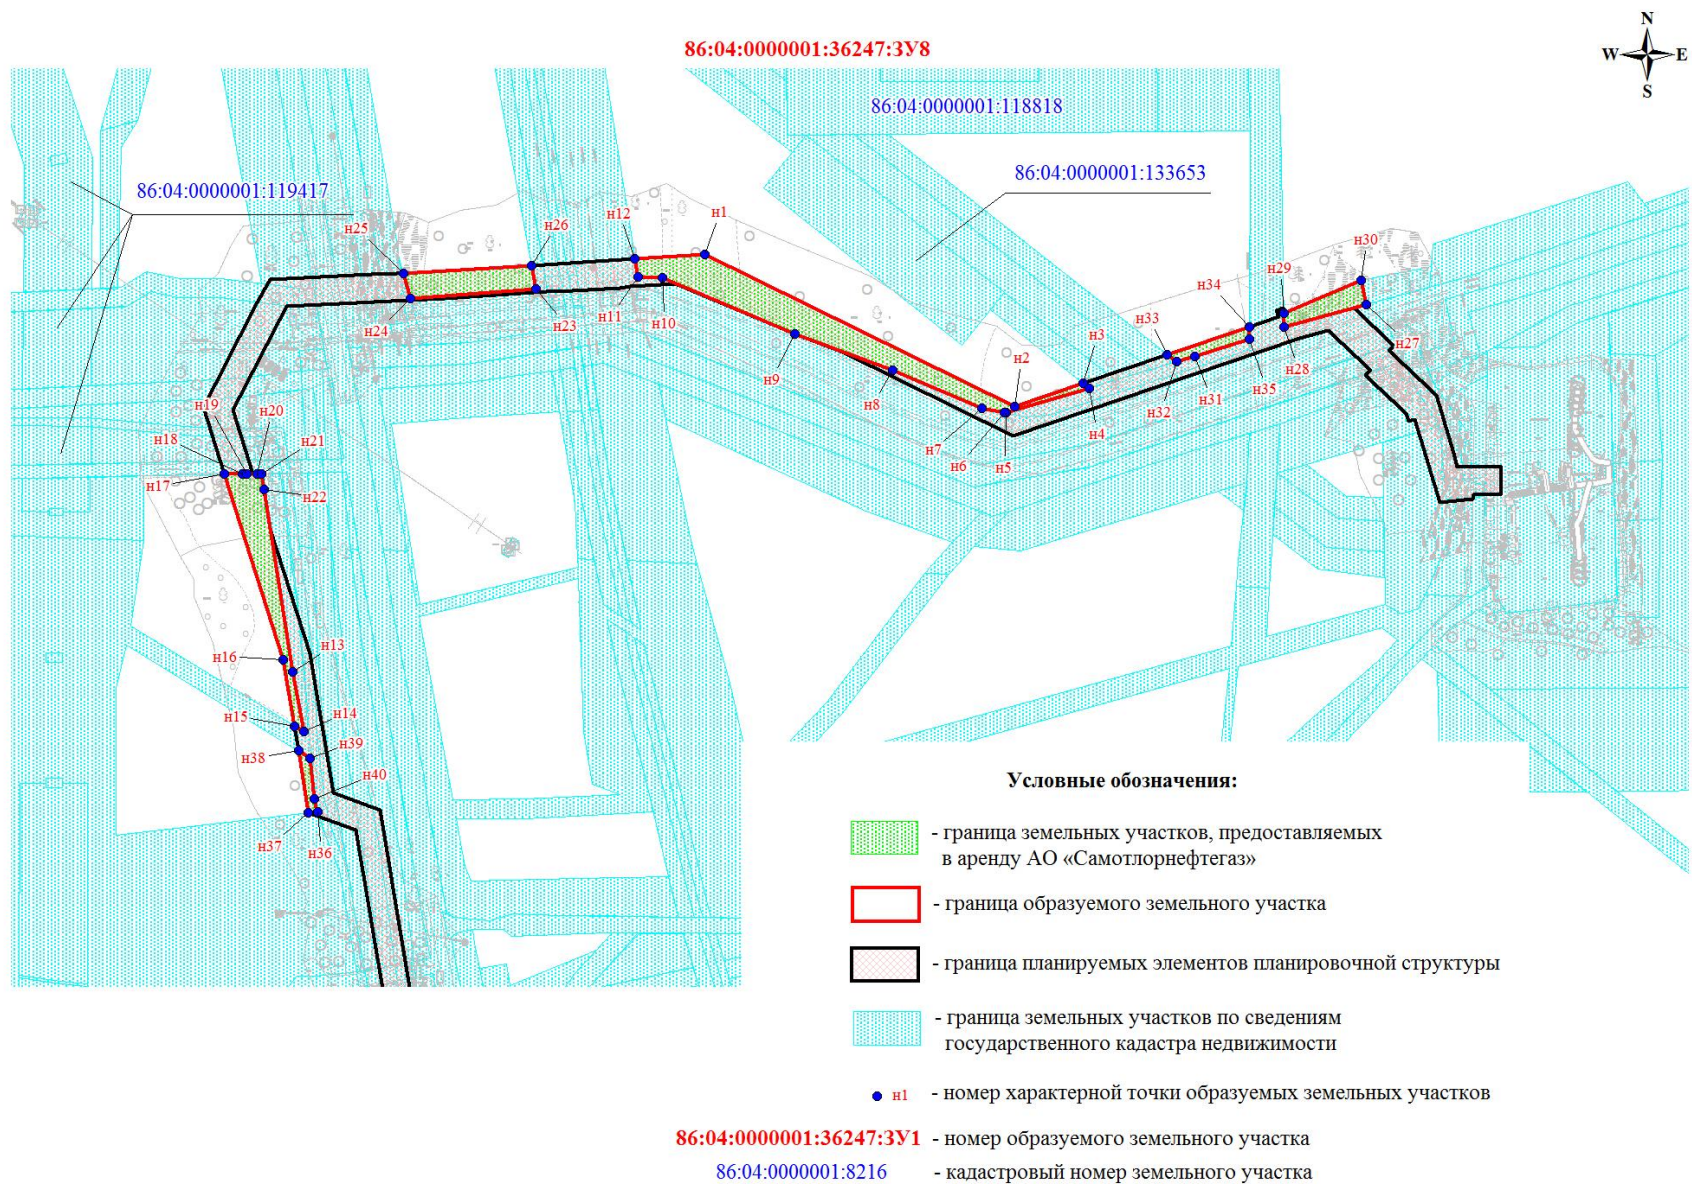 N
W E
S
86:04:0000001:36247:ЗУ8
86:04:0000001:118818
86:04:0000001:133653
86:04:0000001:119417
н12
н1
н26
н25
н30
н29
н34
н33
н3
н2
н24
н23
н11
н10
н9
н8
н7
н6
н5
н4
н32
н31
н35
н28
н27
н19
н20
н18
н21
н17
н22
н16
н13
н15
н14
н38
н39
н40
н37
н36
Условные обозначения:
- граница земельных участков, предоставляемых
в аренду АО «Самотлорнефтегаз»
- граница образуемого земельного участка
- граница планируемых элементов планировочной структуры
- граница земельных участков по сведениям
государственного кадастра недвижимости
н1 - номер характерной точки образуемых земельных участков
86:04:0000001:36247:ЗУ1 - номер образуемого земельного участка
86:04:0000001:8216 - кадастровый номер земельного участка